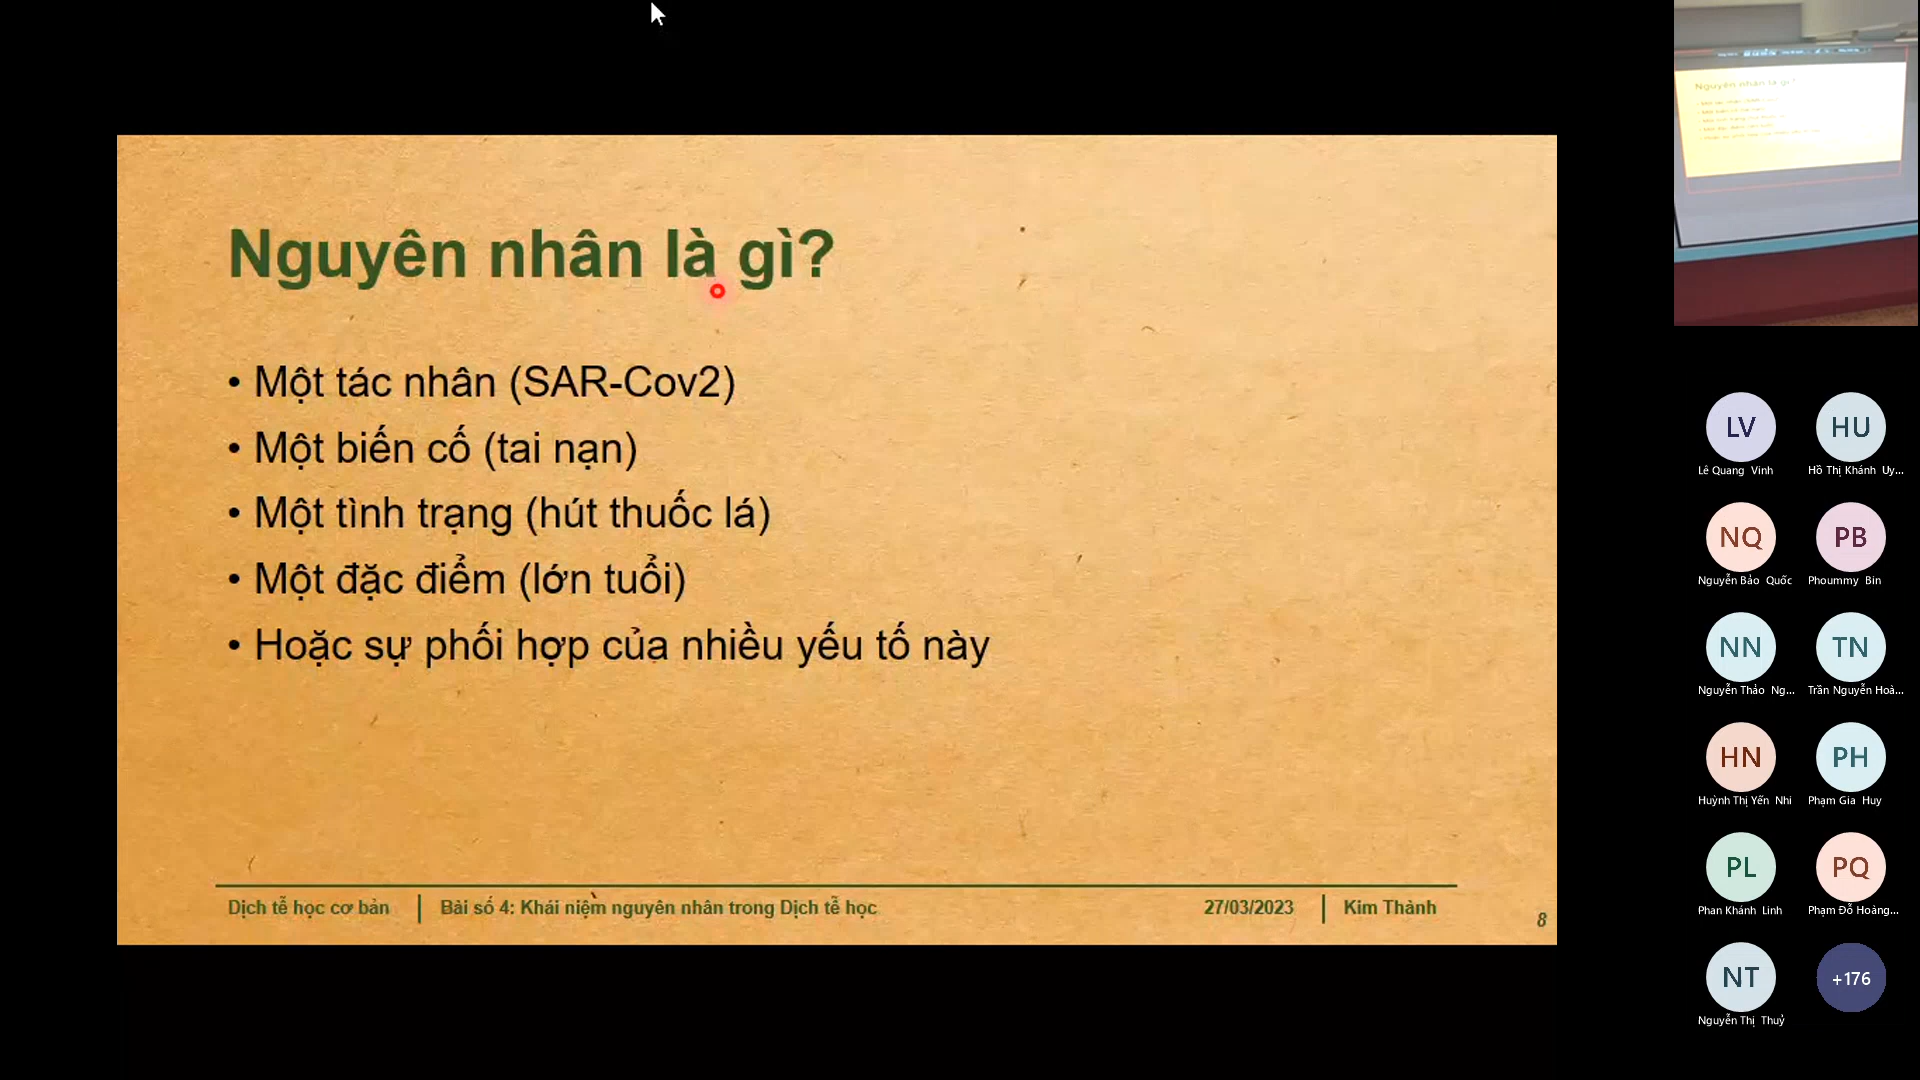 Nguyên nhân là gì?
• Một tác nhân (SAR-Cov2)
• Một biến cố (tai nạn)
• Một tình trạng (hút thuốc lá)
• Một đặc điểm (lớn tuổi)
• Hoặc sự phối hợp của nhiều yếu tố này
Dịch tễ học cơ bản | Bài số 4: Khái niệm nguyên nhân trong Dịch tễ học 27/03/2023 | Kim Thành
8
Nguyên nhân là gì?
LV HU
Lê Quang Vinh Hồ Thị Khánh Uy...
NQ PB
Nguyễn Bảo Quốc Phoummy Bin
NN TN
Nguyễn Thảo Ng... Trần Nguyễn Hoà...
HN PH
Huỳnh Thị Yến Nhi Phạm Gia Huy
PL PQ
Phan Khánh Linh Phạm Đỗ Hoàng...
NT +176
Nguyễn Thị Thuỷ